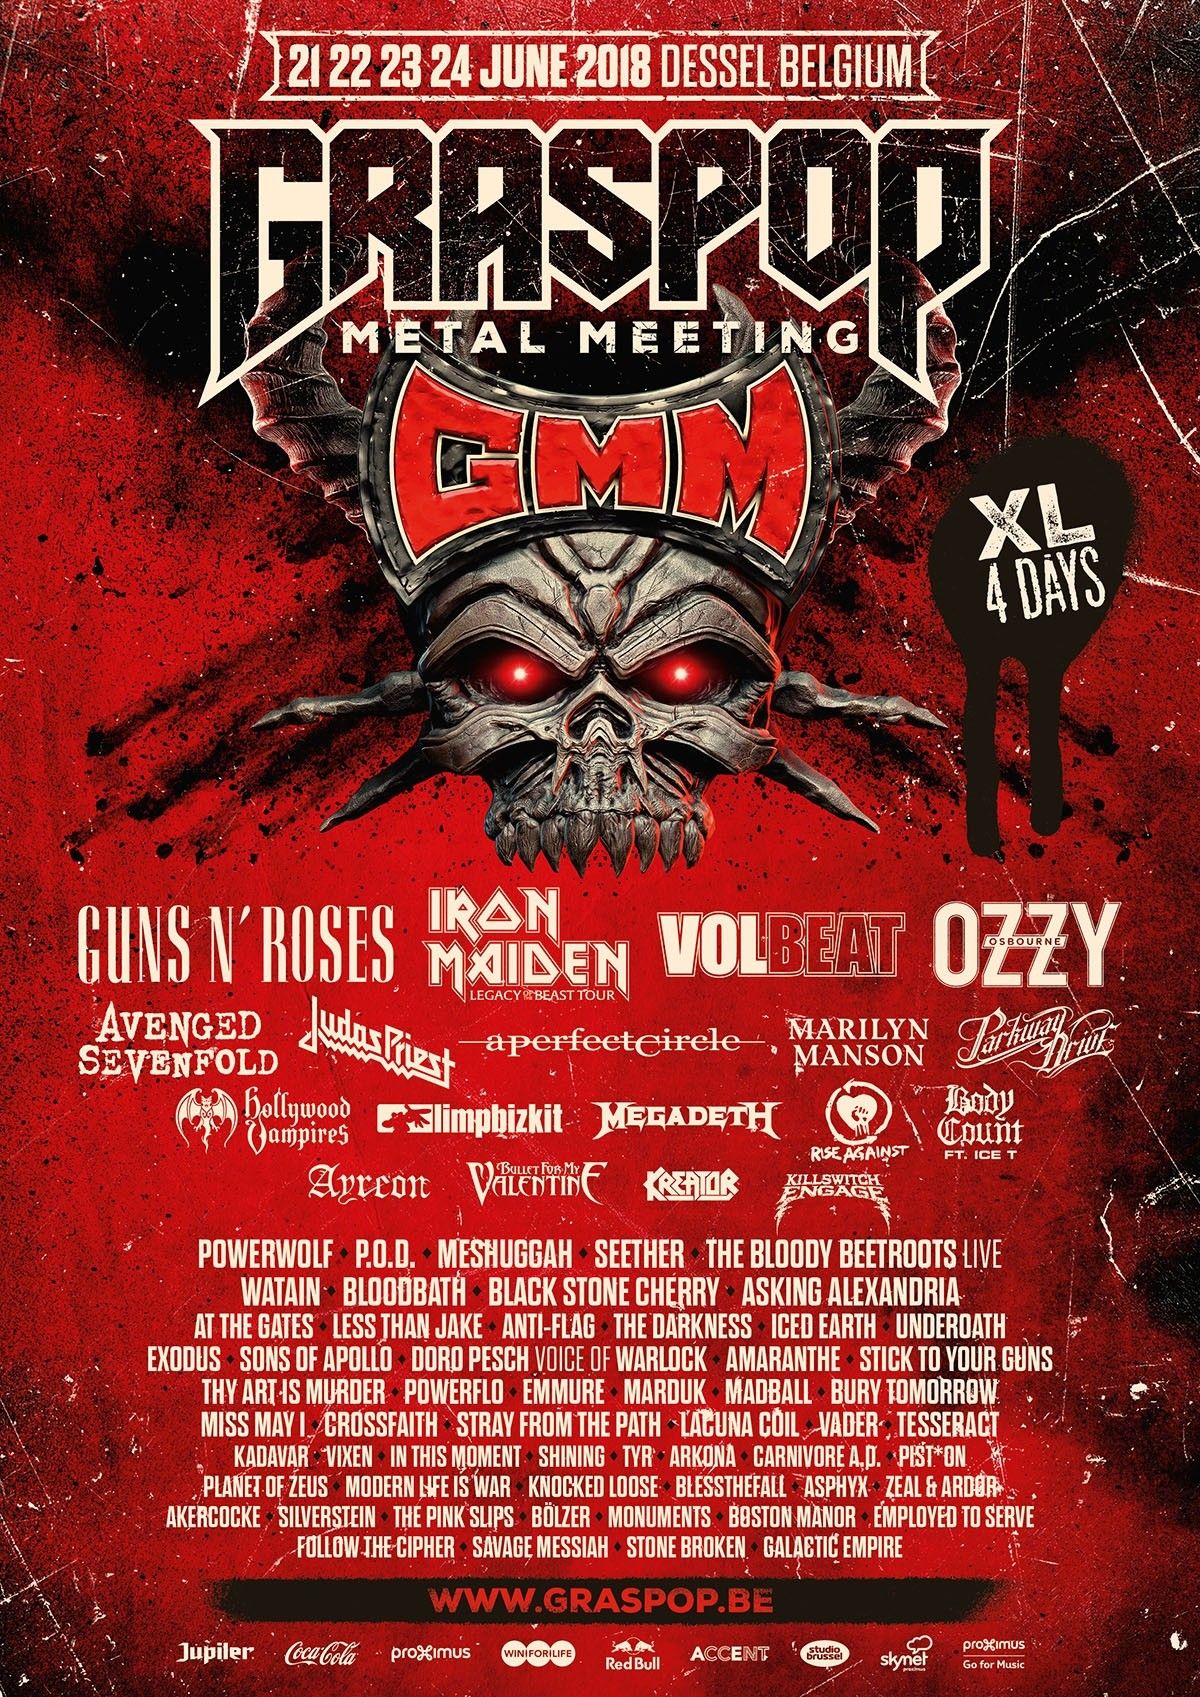 21 22 23 24 JUNE 2018 DESSEL BELGIUM
GRASPOP
METAL MEETING
GMM
XL
4 DAYS
GUNS N' ROSES IRON MAIDEN LEGACY OF THE BEAST TOUR VOLBEAT OZZY OSBOURNE
AVENGED SEVENFOLD Judas Priest a perfect circle MARILYN MANSON Parkway Drive
Hollywood Vampires limpbizkit MEGADETH RISE AGAINST Body Count FT. ICE T
Ayreon BULLET FOR MY VALENTINE KREATOR KILLSWITCH ENGAGE
POWERWOLF • P.O.D. • MESHUGGAH • SEETHER • THE BLOODY BEETROOTS LIVE
WATAIN • BLOODBATH • BLACK STONE CHERRY • ASKING ALEXANDRIA
AT THE GATES • LESS THAN JAKE • ANTI-FLAG • THE DARKNESS • ICED EARTH • UNDEROATH
EXODUS • SONS OF APOLLO • DORO PESCH VOICE OF WARLOCK • AMARANTHE • STICK TO YOUR GUNS
THY ART IS MURDER • POWERFLO • EMMURE • MARDUK • MADBALL • BURY TOMORROW
MISS MAY I • CROSSFAITH • STRAY FROM THE PATH • LACUNA COIL • VADER • TESSERACT
KADAVAR • VIXEN • IN THIS MOMENT • SHINING • TYR • ARKONA • CARNIVORE A.D. • PIST*ON
PLANET OF ZEUS • MODERN LIFE IS WAR • KNOCKED LOOSE • BLESSTHEFALL • ASPHYX • ZEAL & ARDOR
AKERCOCKE • SILVERSTEIN • THE PINK SLIPS • BÖLZER • MONUMENTS • BOSTON MANOR • EMPLOYED TO SERVE
FOLLOW THE CIPHER • SAVAGE MESSIAH • STONE BROKEN • GALACTIC EMPIRE
WWW.GRASPOP.BE
Jupiler Coca-Cola proximus WIN FOR LIFE Red Bull ACCENT studio brussel skynet proximus proximus Go for Music